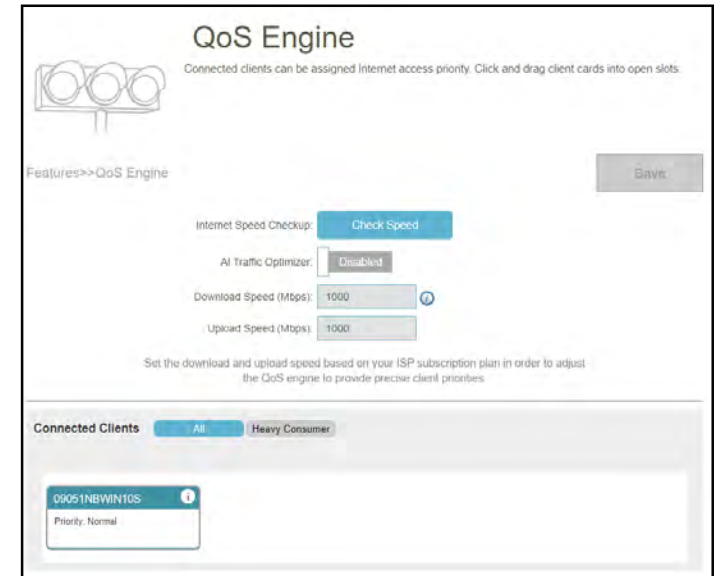 QoS Engine
Connected clients can be assigned Internet access priority. Click and drag client cards into open slots.
Features>>QoS Engine
Save
Internet Speed Checkup:
Check Speed
AI Traffic Optimizer:
Disabled
Download Speed (Mbps):
1000
i
Upload Speed (Mbps):
1000
Set the download and upload speed based on your ISP subscription plan in order to adjust
the QoS engine to provide precise client priorities
Connected Clients
All
Heavy Consumer
09051NBWIN10S
i
Priority: Normal